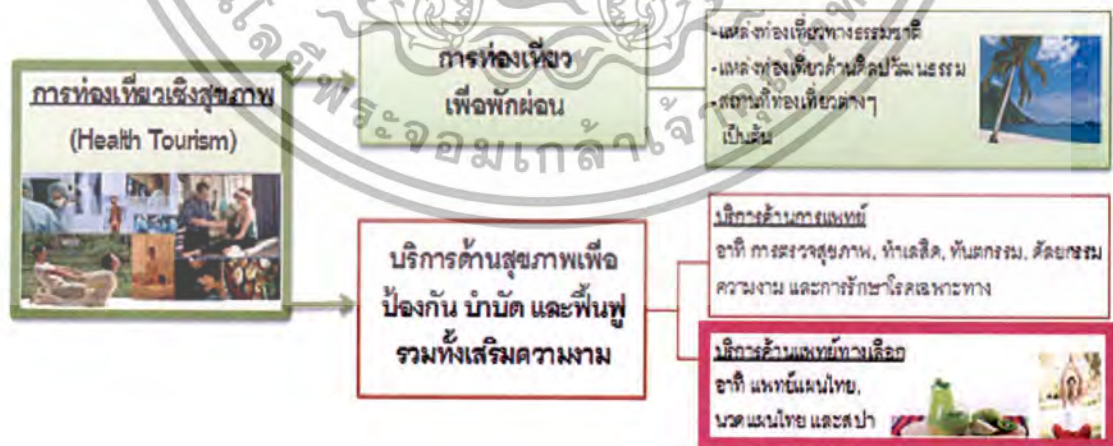 การท่องเที่ยวเชิงสุขภาพ
(Health Tourism)
การท่องเที่ยว
เพื่อพักผ่อน
-แหล่งท่องเที่ยวทางธรรมชาติ
-แหล่งท่องเที่ยวด้านศิลปวัฒนธรรม
-สถานที่ท่องเที่ยวต่างๆ
เป็นต้น
บริการด้านสุขภาพเพื่อ
ป้องกัน บำบัด และฟื้นฟู
รวมทั้งเสริมความงาม
บริการด้านการแพทย์
อาทิ การตรวจสุขภาพ, ทำเลสิค, ทันตกรรม, ศัลยกรรม
ความงาม และการรักษาโรคเฉพาะทาง
บริการด้านแพทย์ทางเลือก
อาทิ แพทย์แผนไทย,
นวดแผนไทย และสปา
พระจอมเกล้าเจ้า